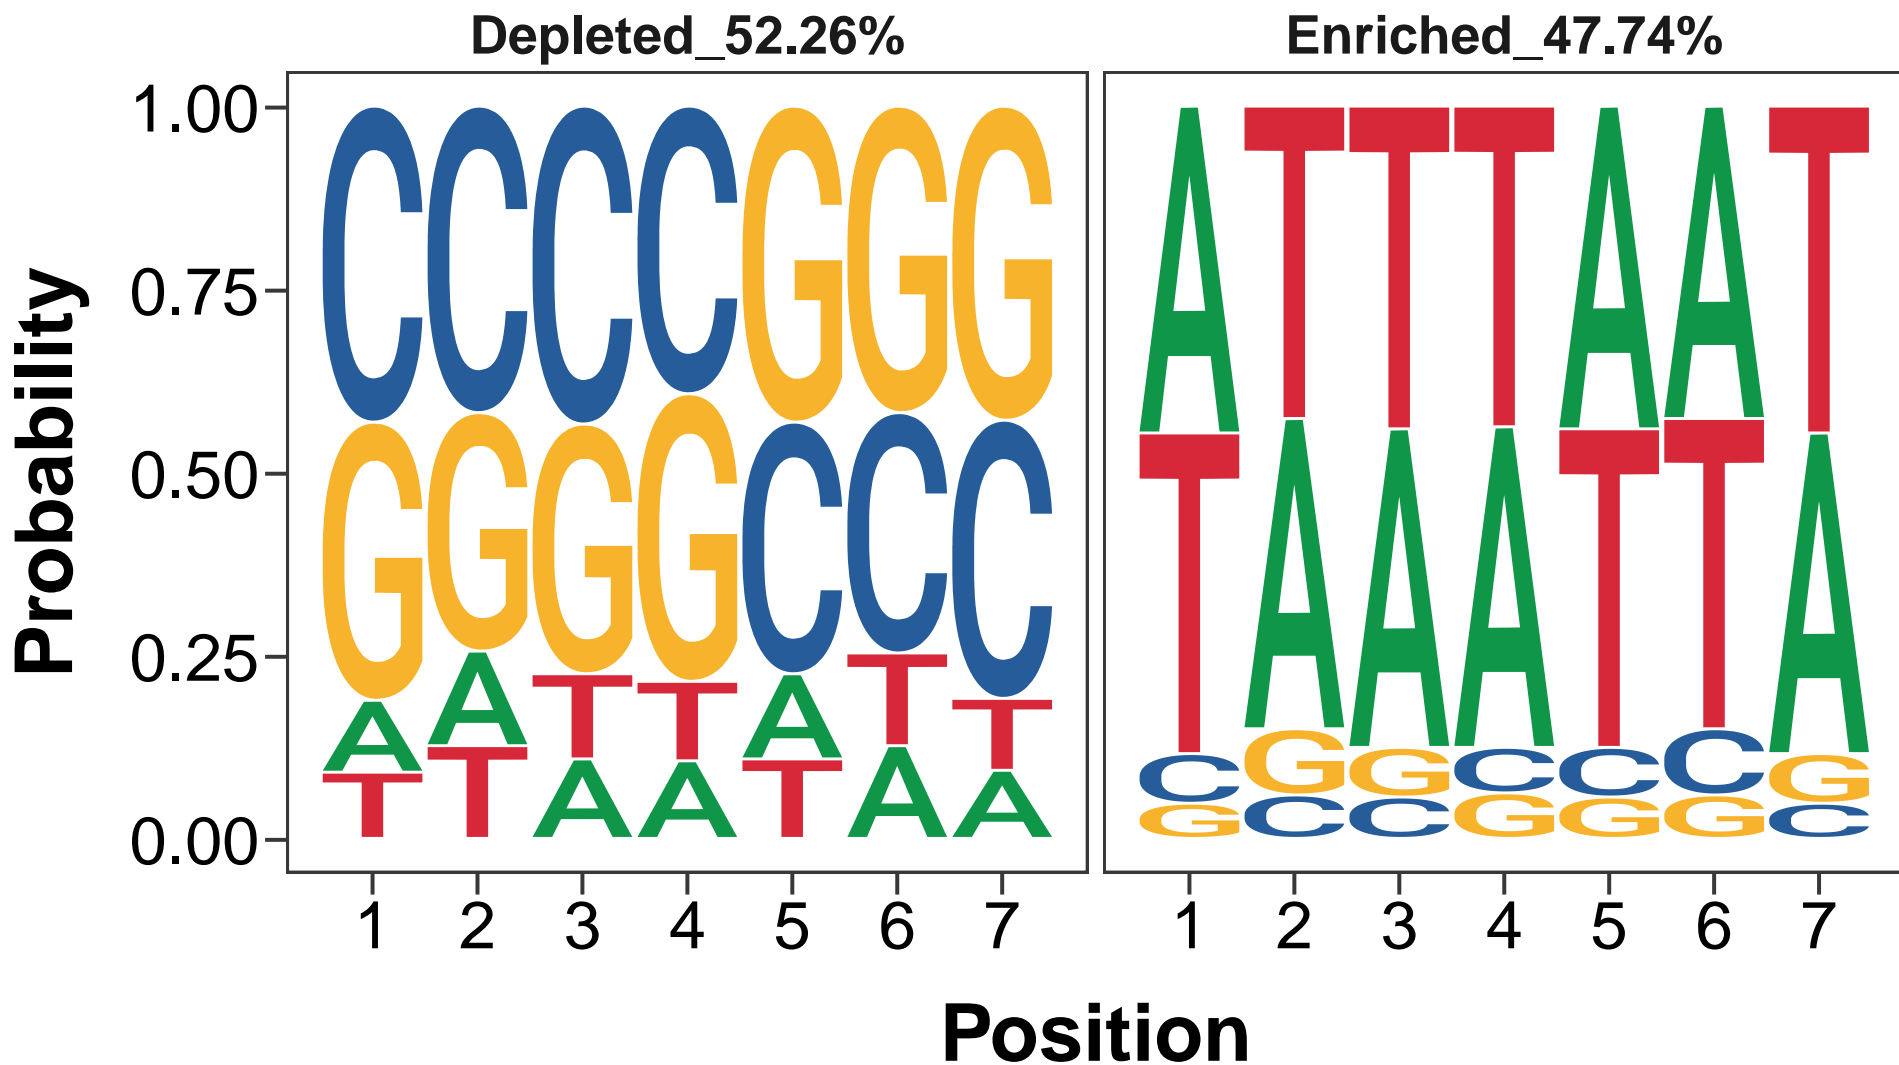 Depleted_52.26%
Enriched_47.74%
Probability
1.00
0.75
0.50
0.25
0.00
CCCCGGG
GGGGCCC
AATTATT
TTAATAA
ATTTAAT
TAAATTA
CGGCCCG
GCCGGGC
1 2 3 4 5 6 7
1 2 3 4 5 6 7
Position